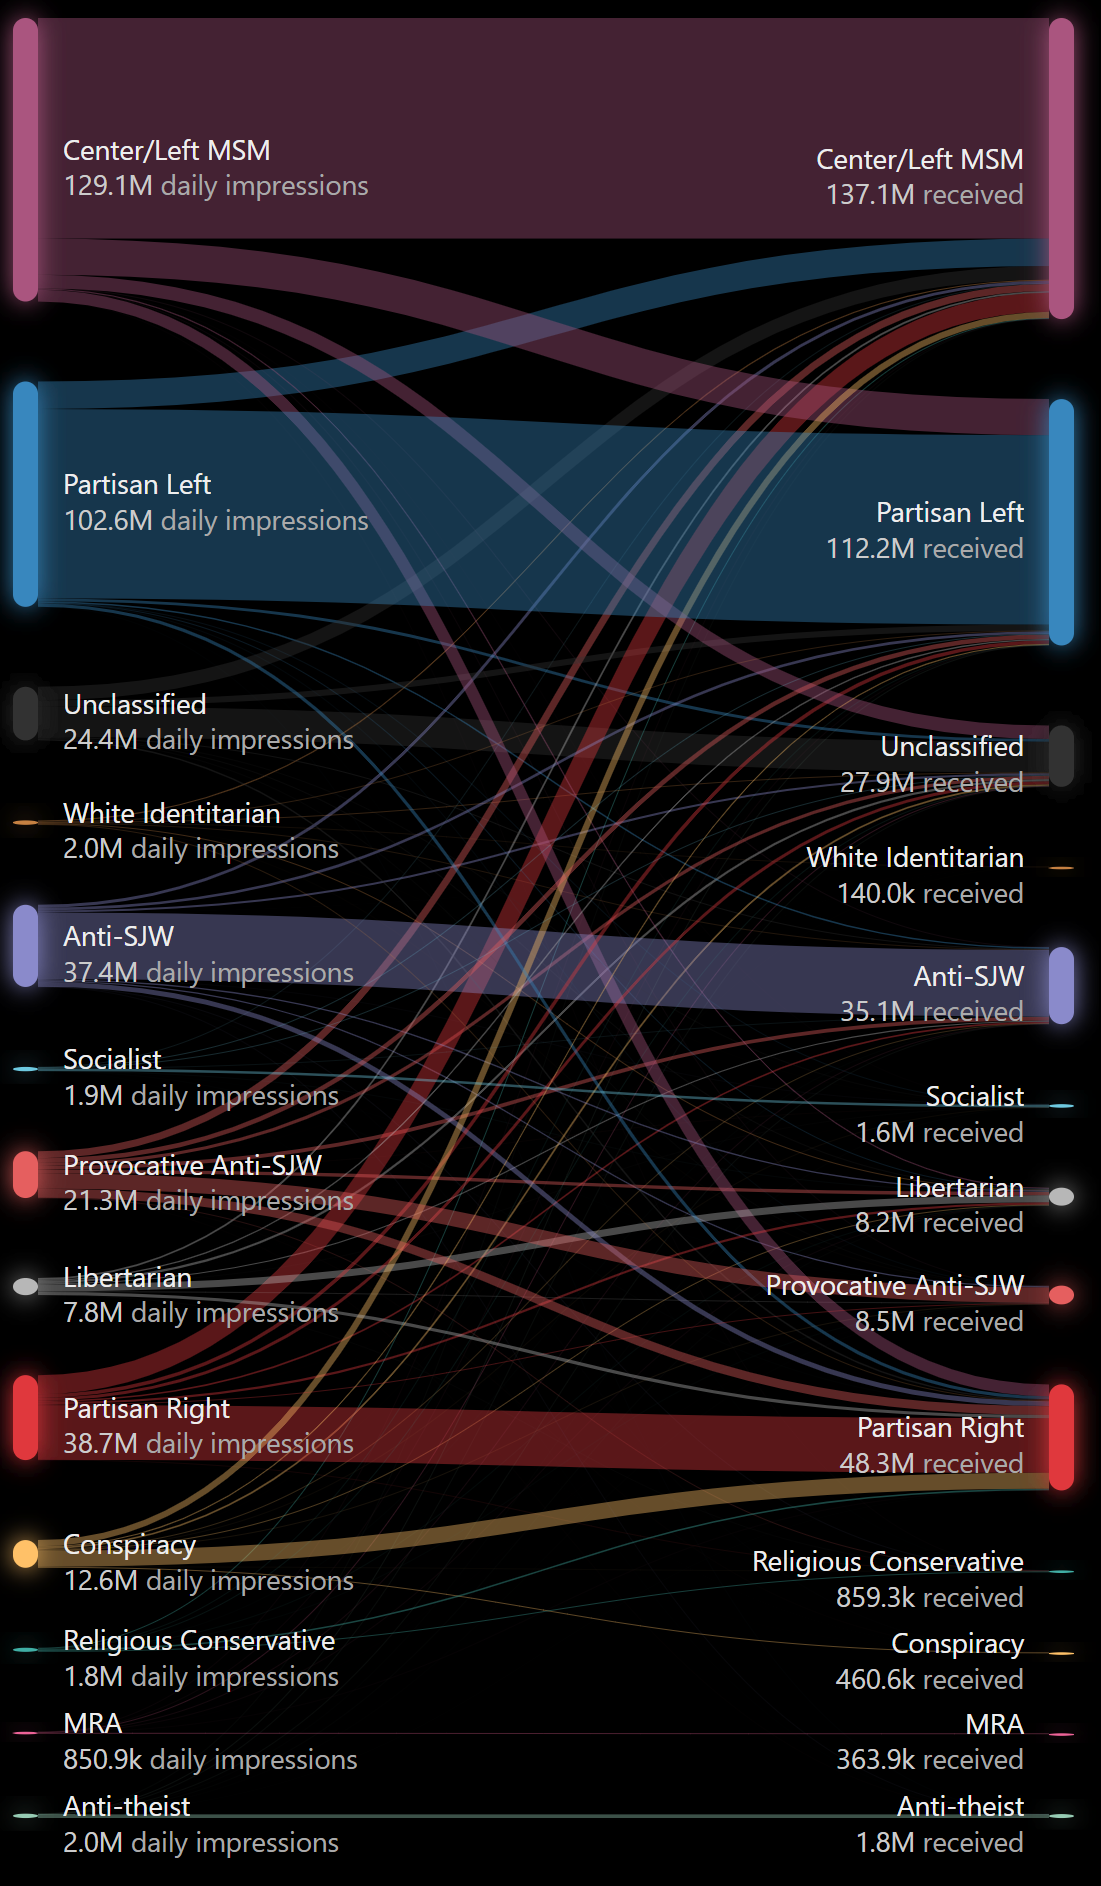 Center/Left MSM
129.1M daily impressions
Center/Left MSM
137.1M received
Partisan Left
102.6M daily impressions
Partisan Left
112.2M received
Unclassified
24.4M daily impressions
Unclassified
27.9M received
White Identitarian
2.0M daily impressions
White Identitarian
140.0k received
Anti-SJW
37.4M daily impressions
Anti-SJW
35.1M received
Socialist
1.9M daily impressions
Socialist
1.6M received
Provocative Anti-SJW
21.3M daily impressions
Libertarian
8.2M received
Libertarian
7.8M daily impressions
Provocative Anti-SJW
8.5M received
Partisan Right
38.7M daily impressions
Partisan Right
48.3M received
Conspiracy
12.6M daily impressions
Religious Conservative
859.3k received
Religious Conservative
1.8M daily impressions
Conspiracy
460.6k received
MRA
850.9k daily impressions
MRA
363.9k received
Anti-theist
2.0M daily impressions
Anti-theist
1.8M received